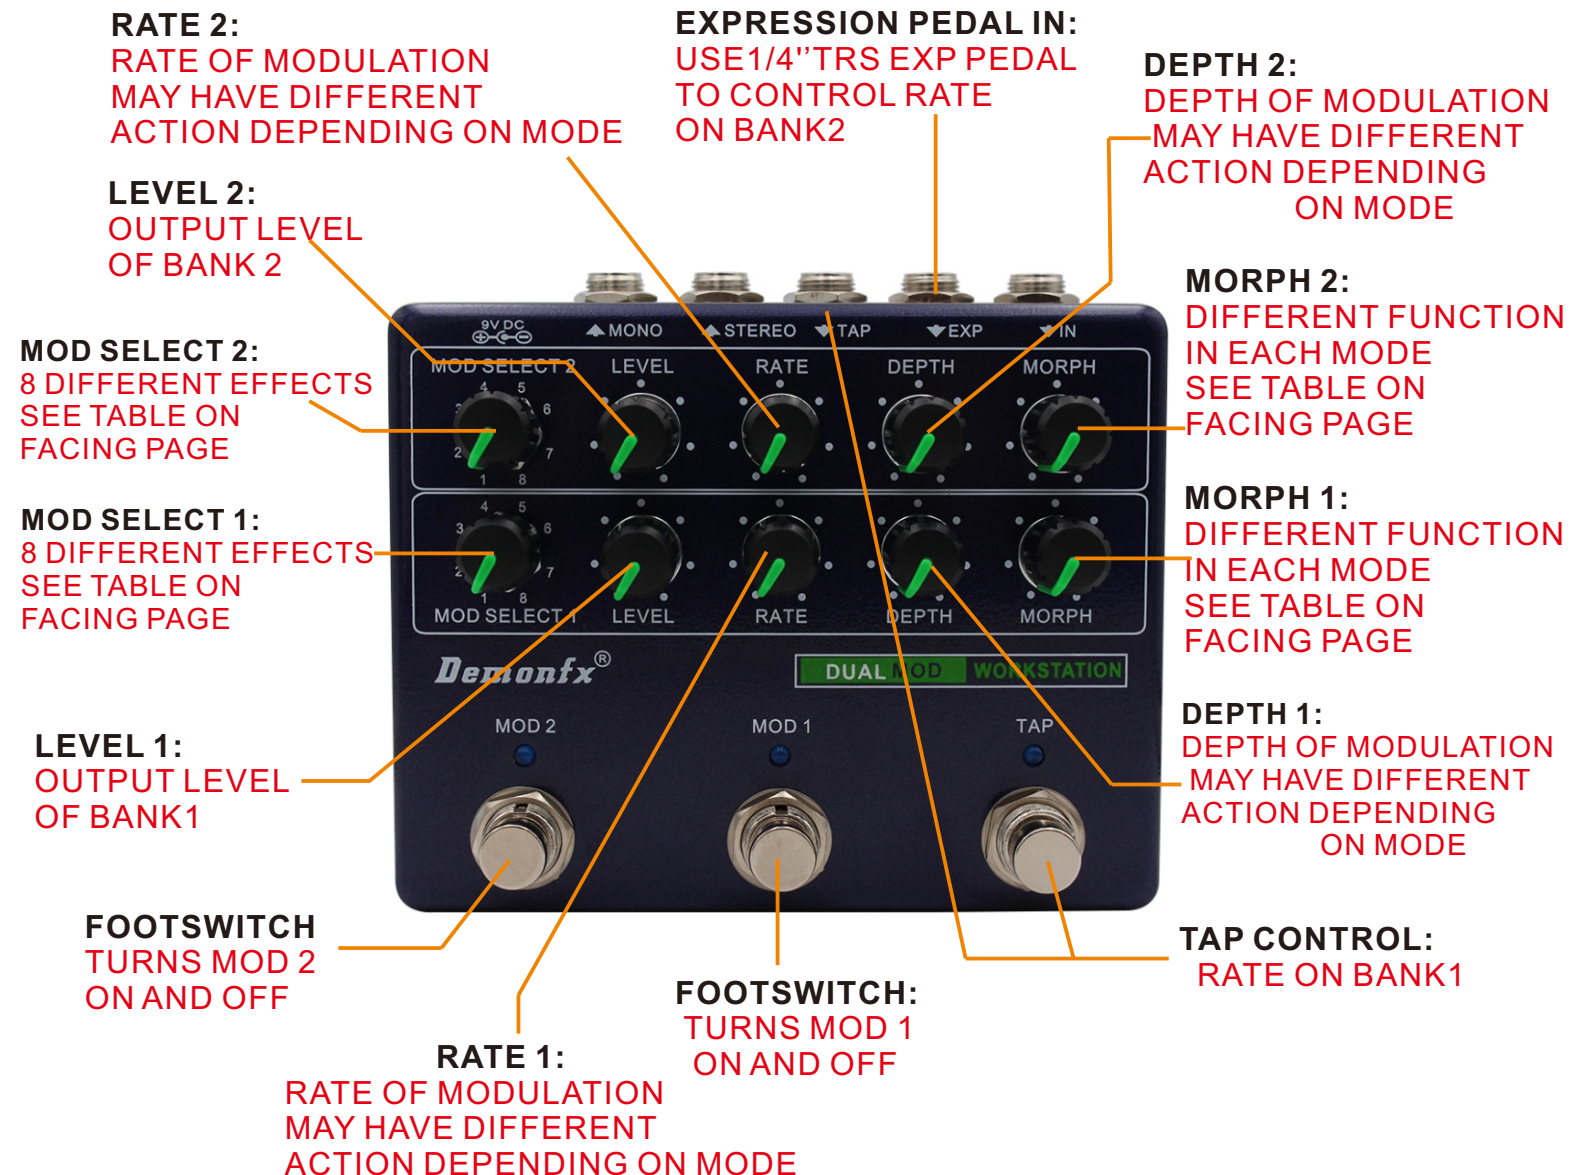 RATE 2:
RATE OF MODULATION
MAY HAVE DIFFERENT
ACTION DEPENDING ON MODE
EXPRESSION PEDAL IN:
USE1/4''TRS EXP PEDAL
TO CONTROL RATE
ON BANK2
DEPTH 2:
DEPTH OF MODULATION
MAY HAVE DIFFERENT
ACTION DEPENDING
ON MODE
LEVEL 2:
OUTPUT LEVEL
OF BANK 2
MORPH 2:
DIFFERENT FUNCTION
IN EACH MODE
SEE TABLE ON
FACING PAGE
MOD SELECT 2:
8 DIFFERENT EFFECTS
SEE TABLE ON
FACING PAGE
9V DC
MONO STEREO TAP EXP IN
MOD SELECT 2 LEVEL RATE DEPTH MORPH
4 5
3 6
2 7
1 8
MOD SELECT 1:
8 DIFFERENT EFFECTS
SEE TABLE ON
FACING PAGE
MORPH 1:
DIFFERENT FUNCTION
IN EACH MODE
SEE TABLE ON
FACING PAGE
4 5
3 6
2 7
1 8
MOD SELECT 1 LEVEL RATE DEPTH MORPH
Demonfx®
DUAL MOD WORKSTATION
MOD 2 MOD 1 TAP
LEVEL 1:
OUTPUT LEVEL
OF BANK1
DEPTH 1:
DEPTH OF MODULATION
MAY HAVE DIFFERENT
ACTION DEPENDING
ON MODE
FOOTSWITCH
TURNS MOD 2
ON AND OFF
FOOTSWITCH:
TURNS MOD 1
ON AND OFF
TAP CONTROL:
RATE ON BANK1
RATE 1:
RATE OF MODULATION
MAY HAVE DIFFERENT
ACTION DEPENDING ON MODE